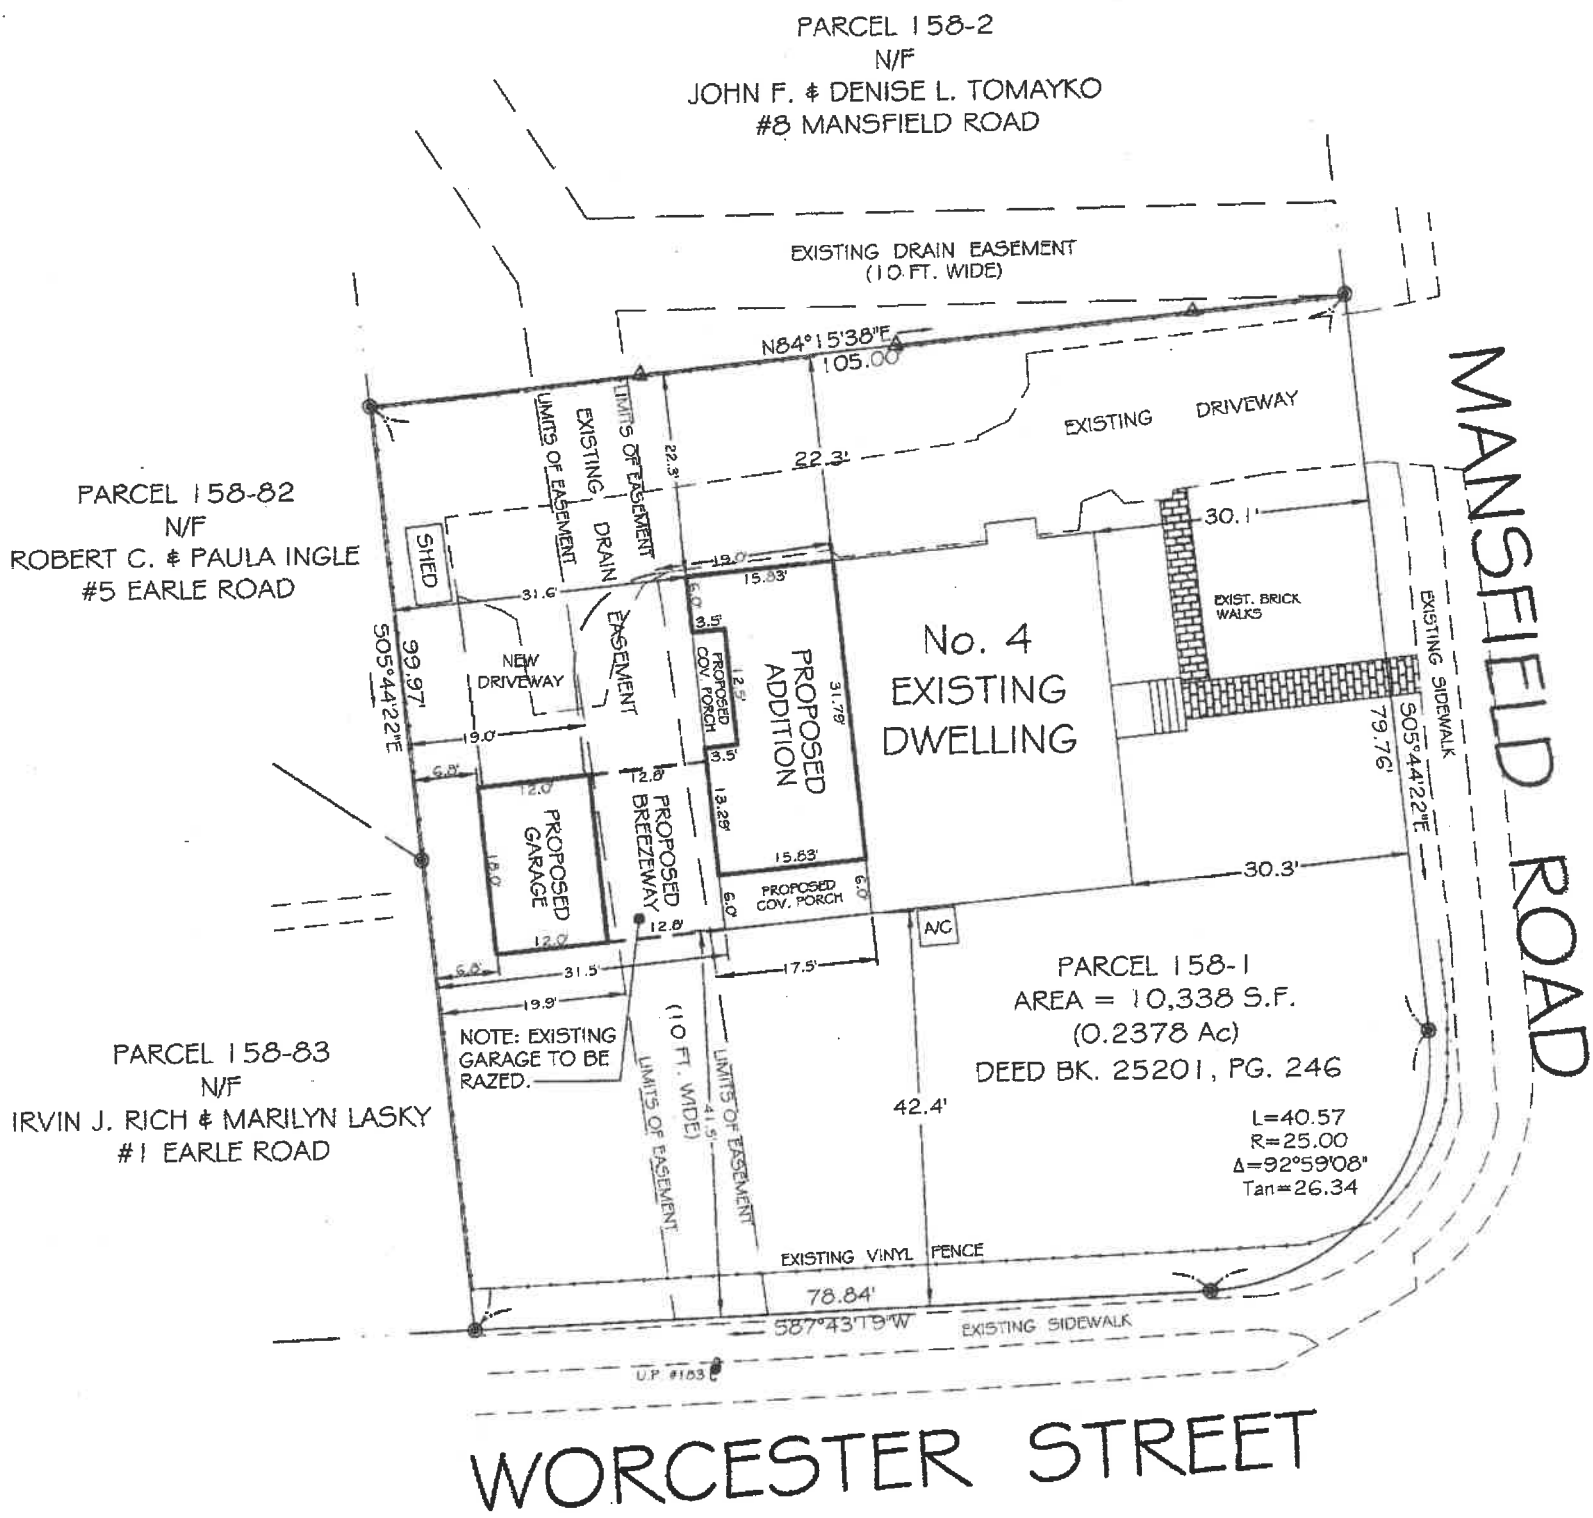 PARCEL 158-2
N/F
JOHN F. & DENISE L. TOMAYKO
#8 MANSFIELD ROAD
EXISTING DRAIN EASEMENT
(10 FT. WIDE)
N84°15'38"E
105.00'
EXISTING DRIVEWAY
MANSFIELD ROAD
LIMITS OF EASEMENT
EXISTING DRAIN EASEMENT
LIMITS OF EASEMENT
22.3'
22.3'
PARCEL 158-82
N/F
ROBERT C. & PAULA INGLE
#5 EARLE ROAD
SHED
30.1'
19.0'
15.83'
31.6'
6.0'
3.5'
EXIST. BRICK
WALKS
EXISTING SIDEWALK
No. 4
EXISTING
DWELLING
NEW
DRIVEWAY
PROPOSED
COV. PORCH
12.5'
PROPOSED
ADDITION
31.79'
99.97'
S05°44'22"E
S05°44'22"E
79.76'
19.0'
3.5'
6.8'
12.0'
12.8'
13.29'
PROPOSED
GARAGE
18.0'
PROPOSED
BREEZEWAY
15.83'
30.3'
PROPOSED
COV. PORCH
6.0'
6.0'
12.0'
12.8'
A/C
6.8'
31.5'
17.5'
19.9'
PARCEL 158-1
AREA = 10,338 S.F.
(0.2378 Ac)
DEED BK. 25201, PG. 246
NOTE: EXISTING
GARAGE TO BE
RAZED.
PARCEL 158-83
N/F
IRVIN J. RICH & MARILYN LASKY
#1 EARLE ROAD
(10 FT. WIDE)
LIMITS OF EASEMENT
41.5'
LIMITS OF EASEMENT
42.4'
L=40.57
R=25.00
Δ=92°59'08"
Tan=26.34
EXISTING VINYL FENCE
78.84'
S87°43'19"W
EXISTING SIDEWALK
U.P. #183
WORCESTER STREET